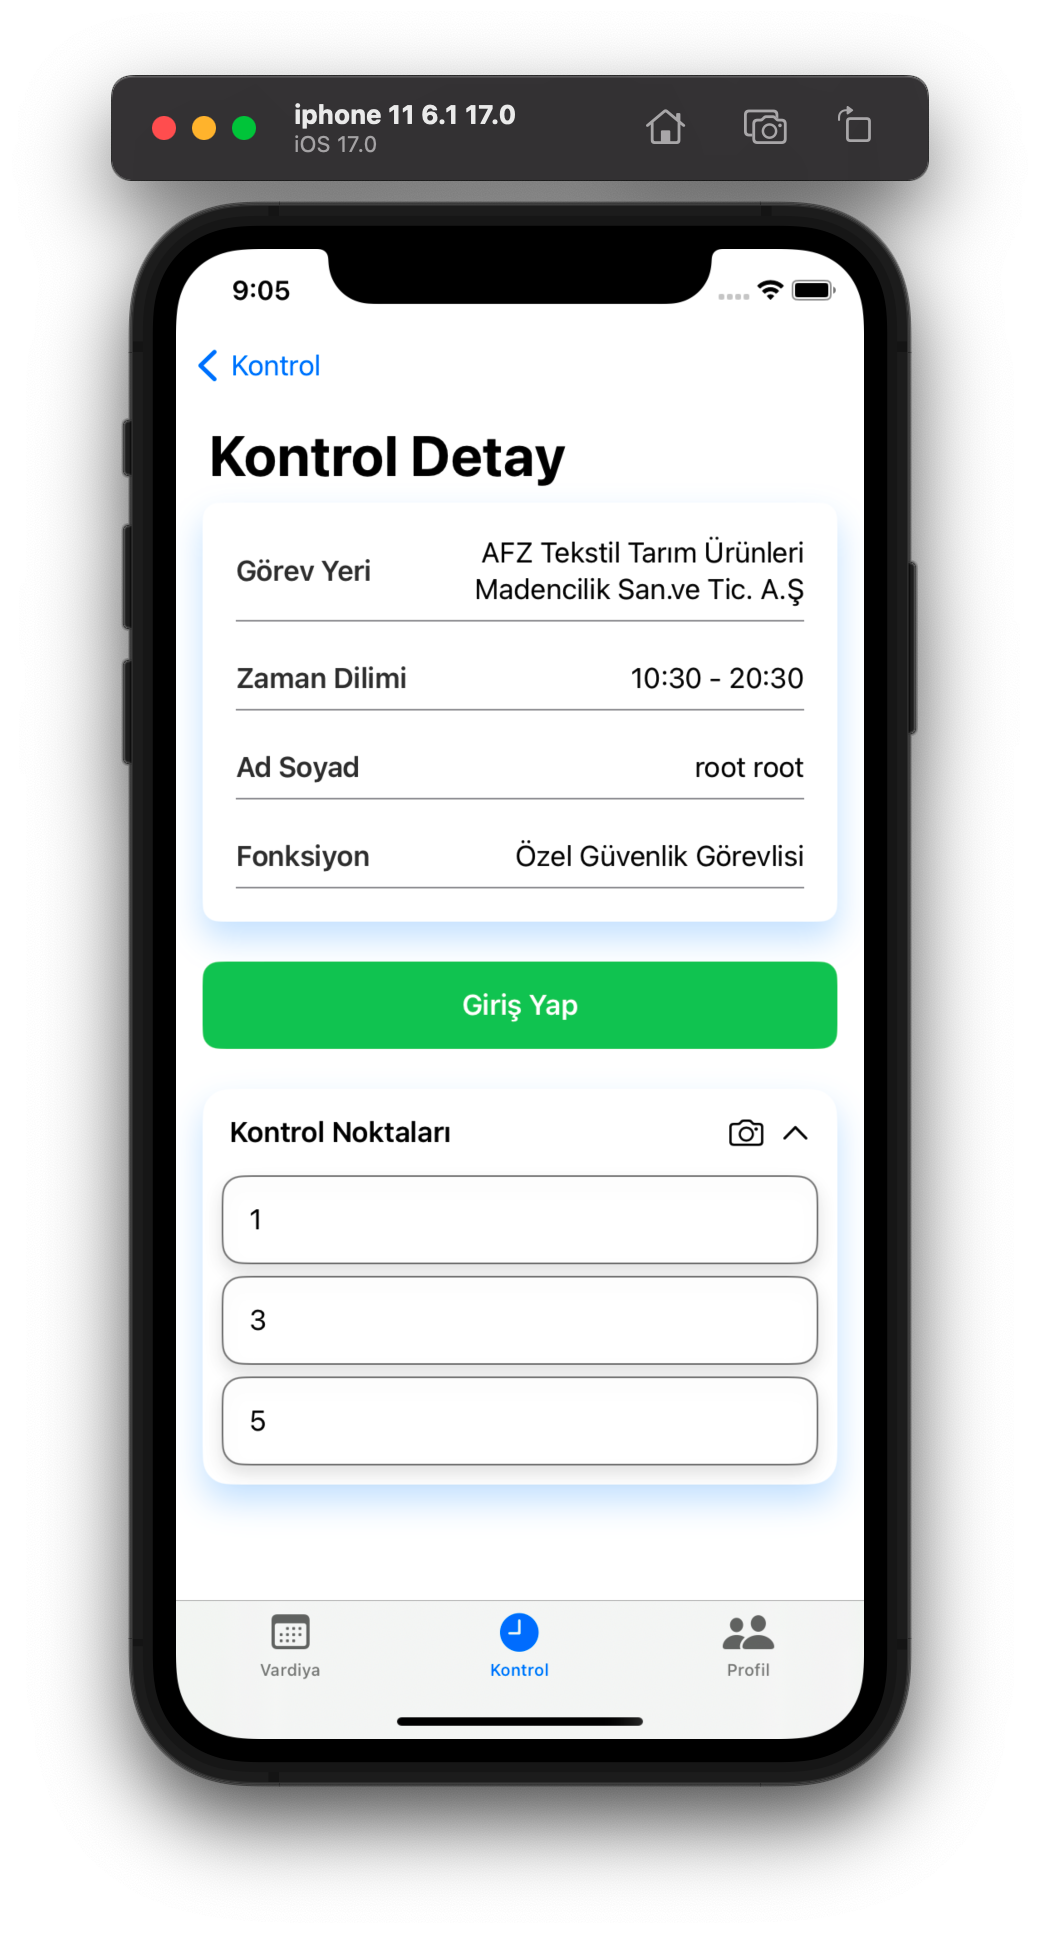 iphone 11 6.1 17.0
iOS 17.0
9:05
Kontrol
Kontrol Detay
Görev Yeri
AFZ Tekstil Tarım Ürünleri
Madencilik San.ve Tic. A.Ş
Zaman Dilimi
10:30 - 20:30
Ad Soyad
root root
Fonksiyon
Özel Güvenlik Görevlisi
Giriş Yap
Kontrol Noktaları
1
3
5
Vardiya
Kontrol
Profil